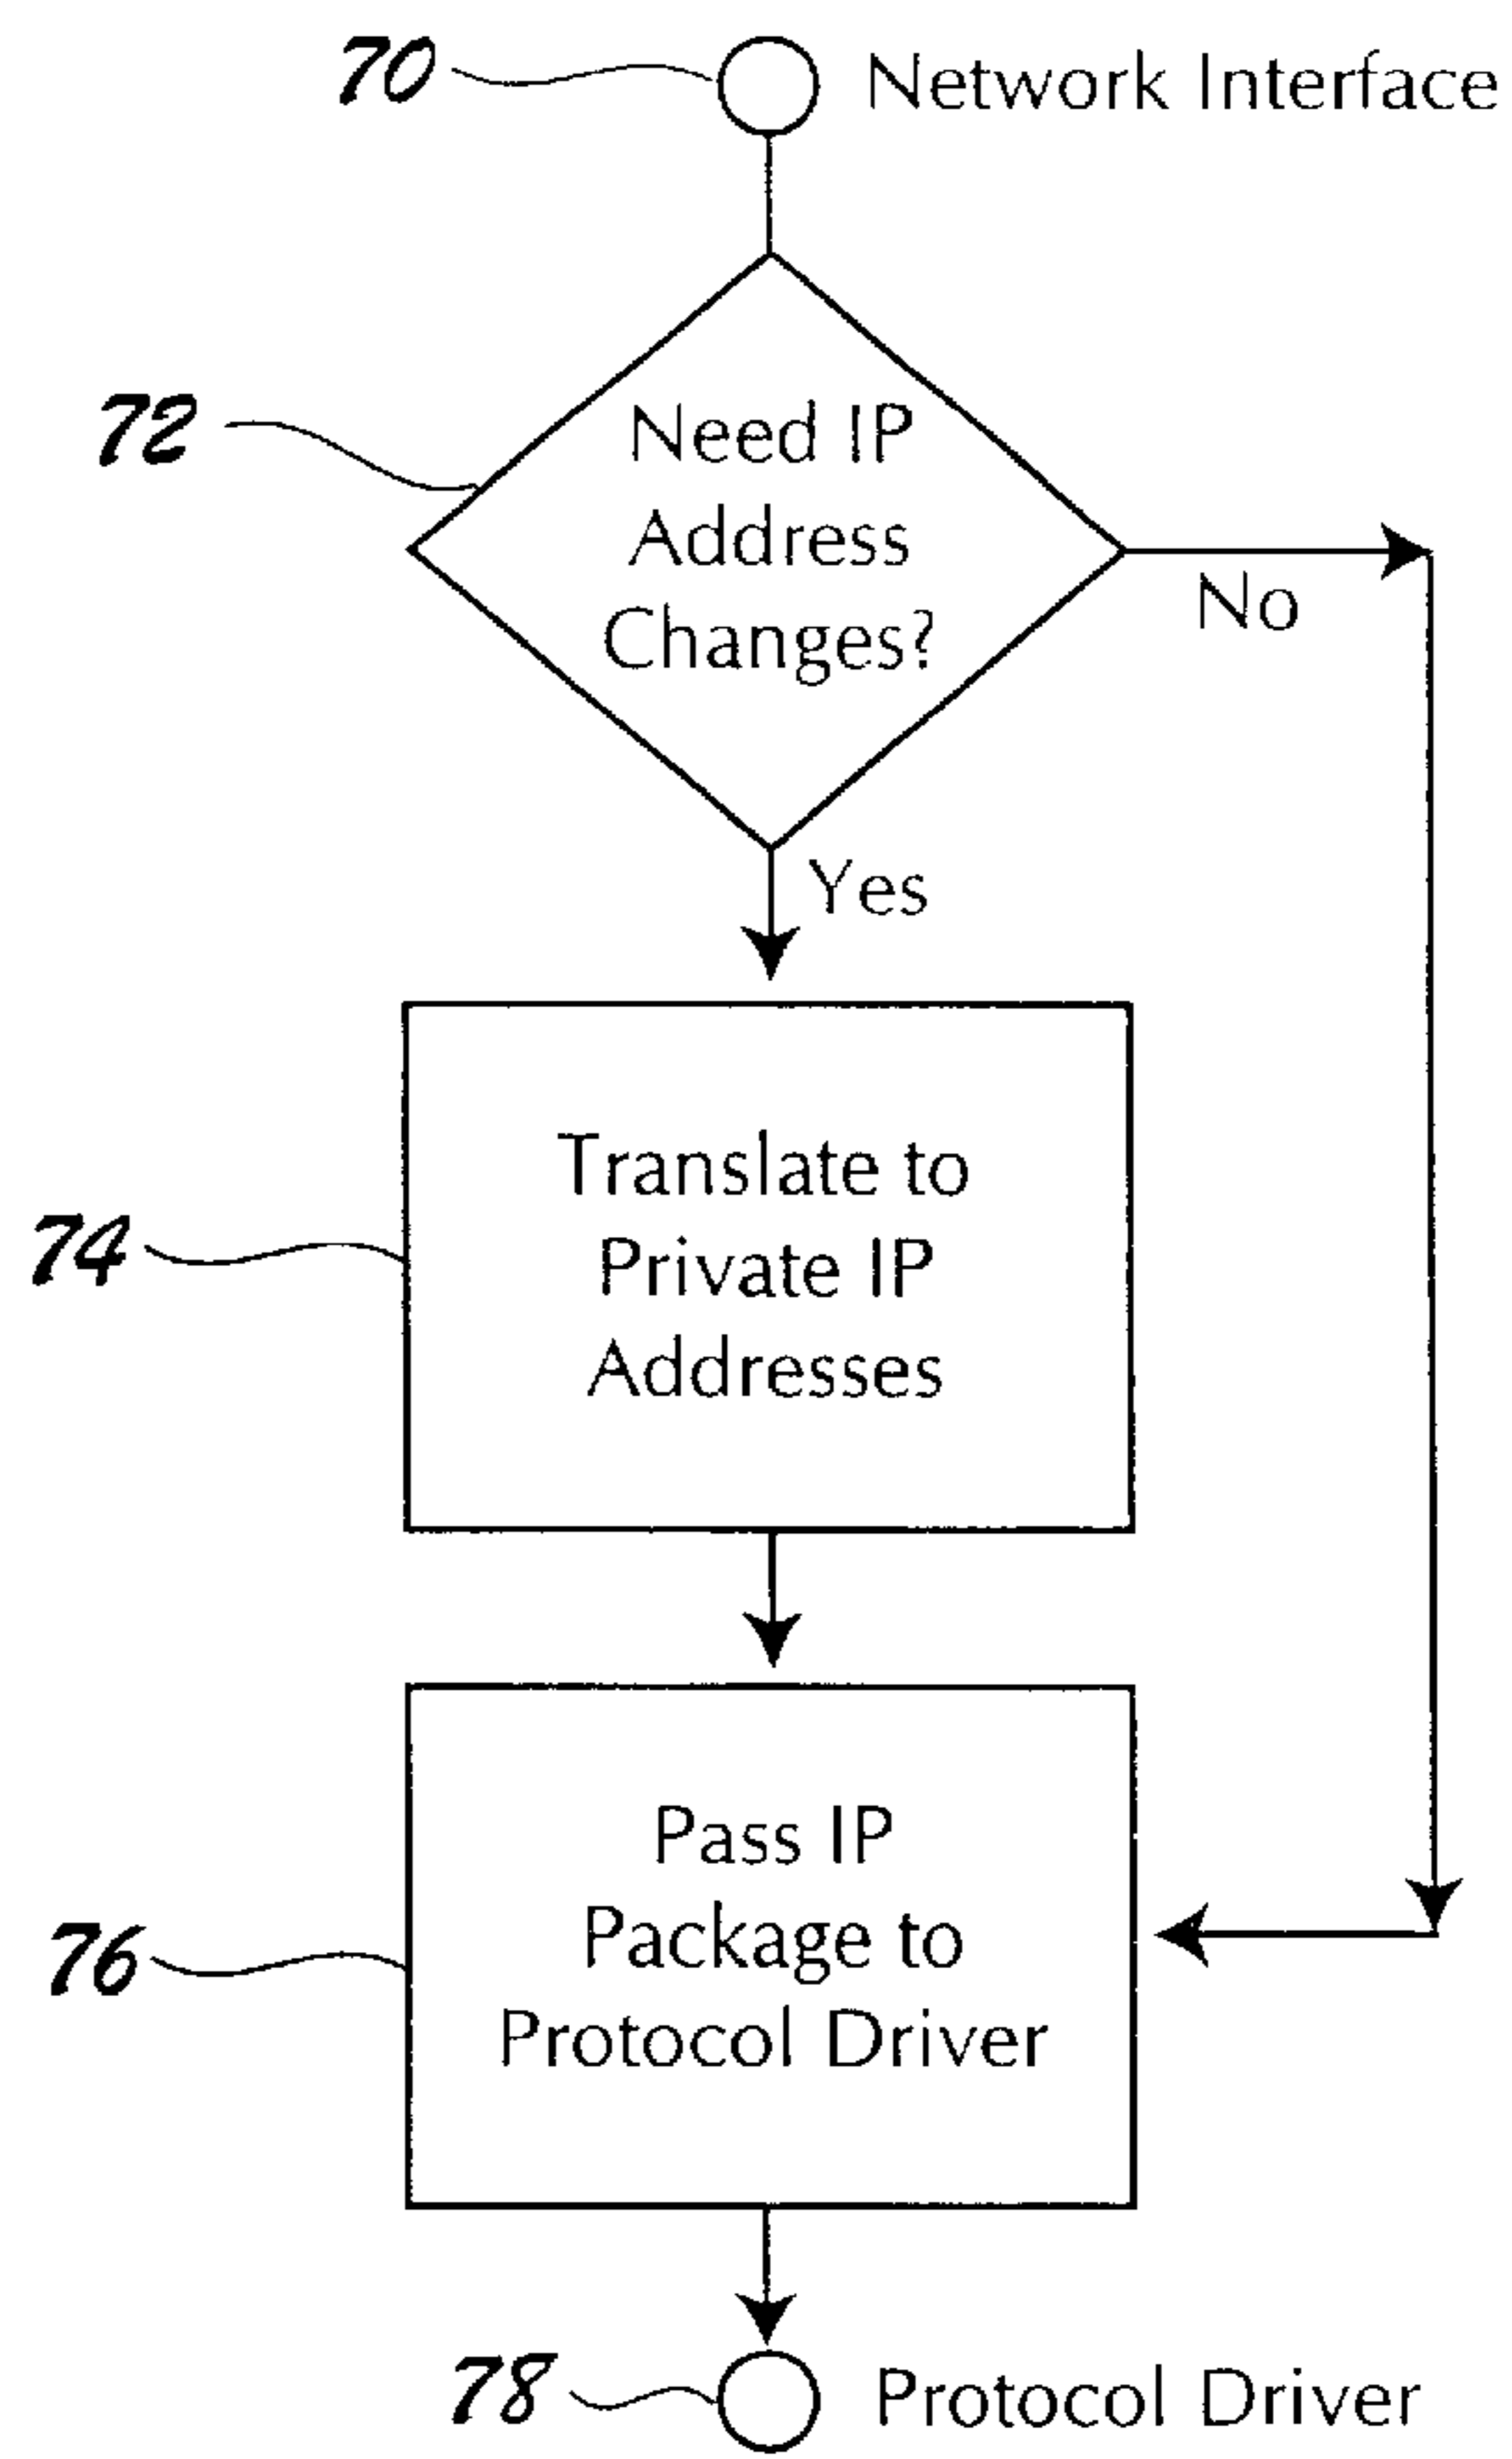 70
Network Interface
72
Need IP
Address
Changes?
No
Yes
74
Translate to
Private IP
Addresses
76
Pass IP
Package to
Protocol Driver
78
Protocol Driver